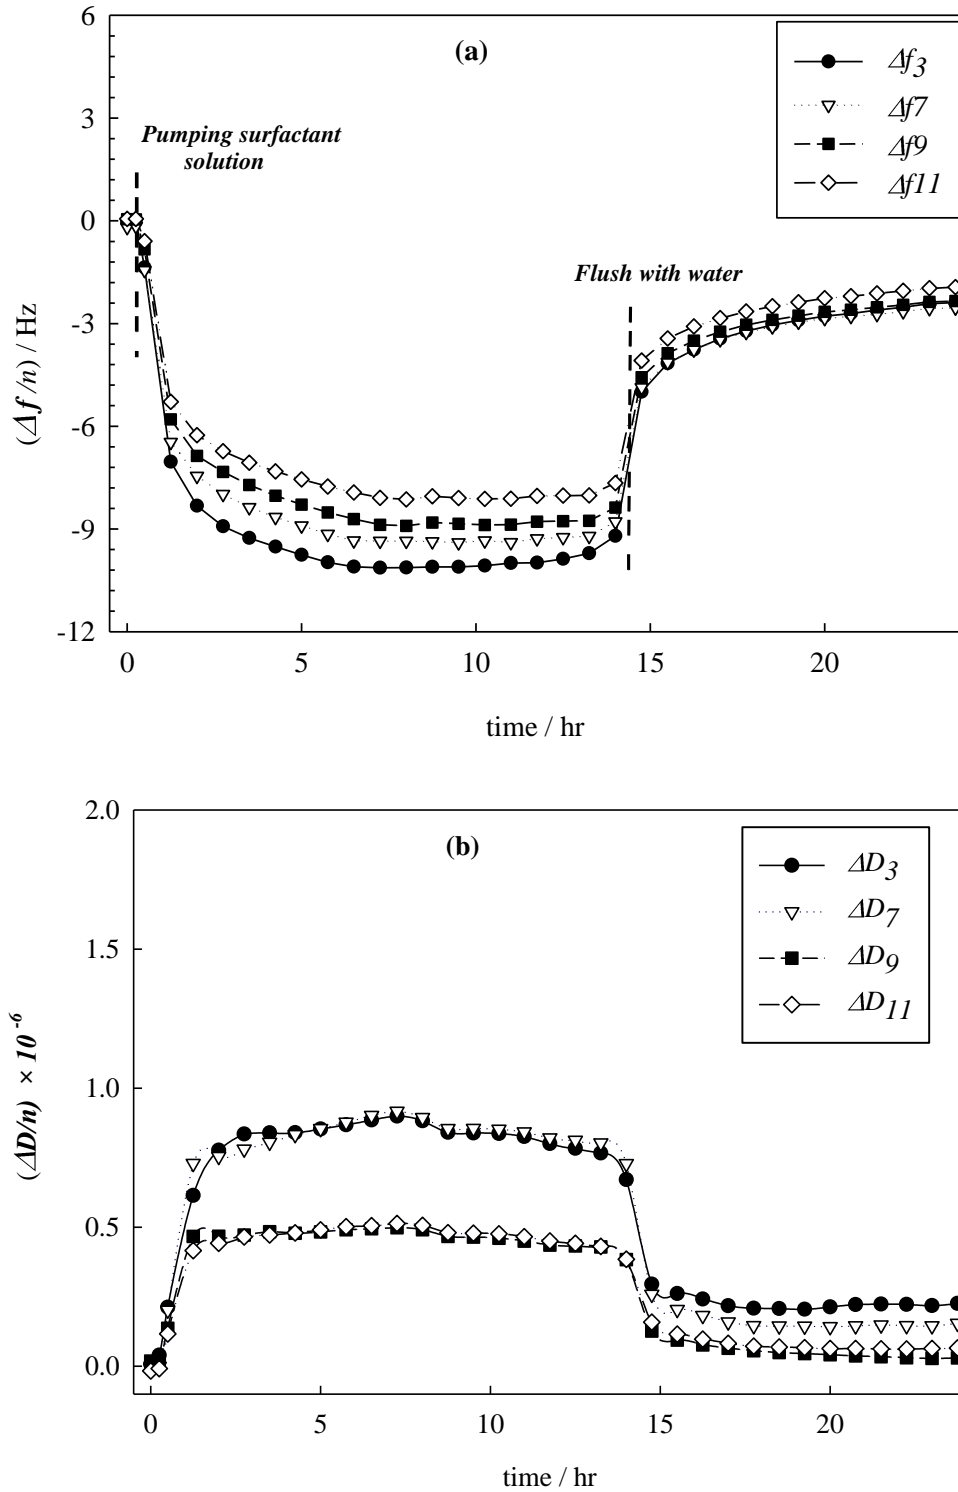 6
(a)
Δf3
Δf7
Δf9
Δf11
3
Pumping surfactant
solution
0
Flush with water
-3
(Δf/n) / Hz
-6
-9
-12
0 5 10 15 20
time / hr
2.0
(b)
ΔD3
ΔD7
ΔD9
ΔD11
1.5
(ΔD/n) × 10-6
1.0
0.5
0.0
0 5 10 15 20
time / hr